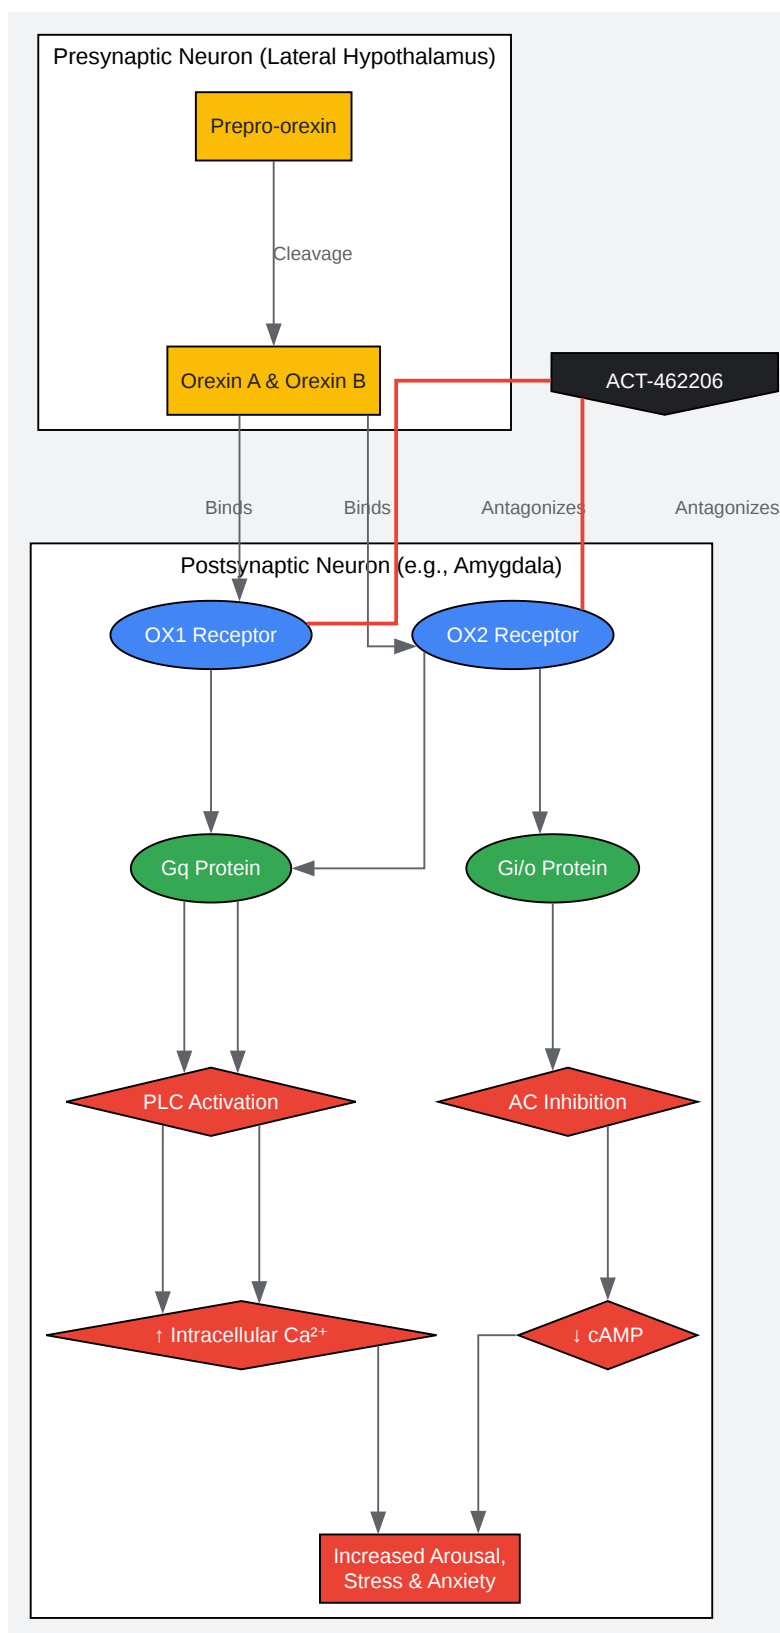 Presynaptic Neuron (Lateral Hypothalamus)
Prepro-orexin
Cleavage
Orexin A & Orexin B
ACT-462206
Binds
Binds
Antagonizes
Antagonizes
Postsynaptic Neuron (e.g., Amygdala)
OX1 Receptor
OX2 Receptor
Gq Protein
Gi/o Protein
PLC Activation
AC Inhibition
↑ Intracellular Ca²⁺
↓ cAMP
Increased Arousal,
Stress & Anxiety